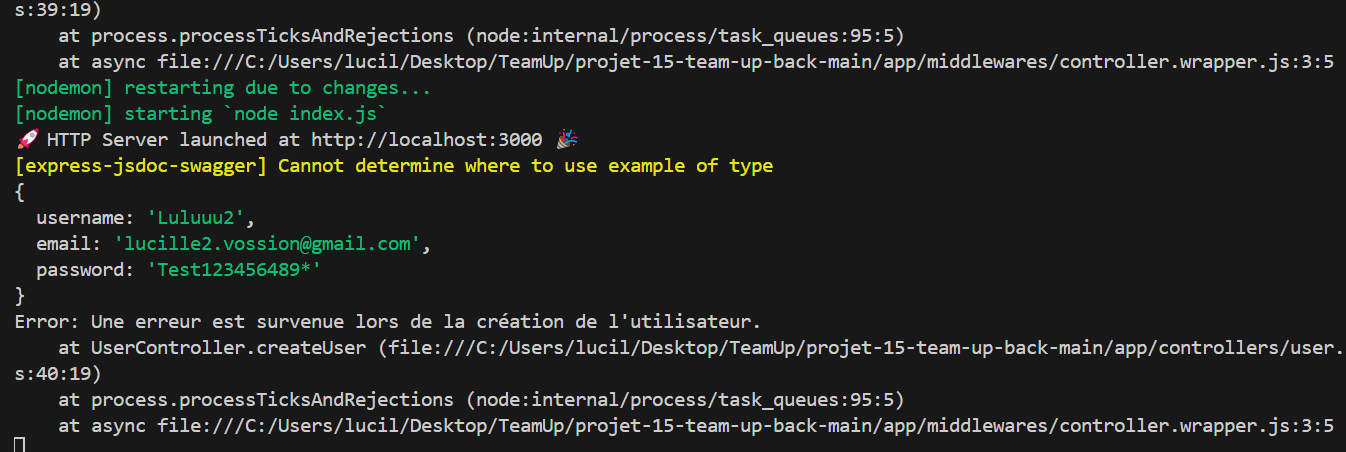 s:39:19)
    at process.processTicksAndRejections (node:internal/process/task_queues:95:5)
    at async file:///C:/Users/lucil/Desktop/TeamUp/projet-15-team-up-back-main/app/middlewares/controller.wrapper.js:3:5
[nodemon] restarting due to changes...
[nodemon] starting `node index.js`
🚀 HTTP Server launched at http://localhost:3000 🎉
[express-jsdoc-swagger] Cannot determine where to use example of type
{
  username: 'Luluuu2',
  email: 'lucille2.vossion@gmail.com',
  password: 'Test123456489*'
}
Error: Une erreur est survenue lors de la création de l'utilisateur.
    at UserController.createUser (file:///C:/Users/lucil/Desktop/TeamUp/projet-15-team-up-back-main/app/controllers/user.
s:40:19)
    at process.processTicksAndRejections (node:internal/process/task_queues:95:5)
    at async file:///C:/Users/lucil/Desktop/TeamUp/projet-15-team-up-back-main/app/middlewares/controller.wrapper.js:3:5